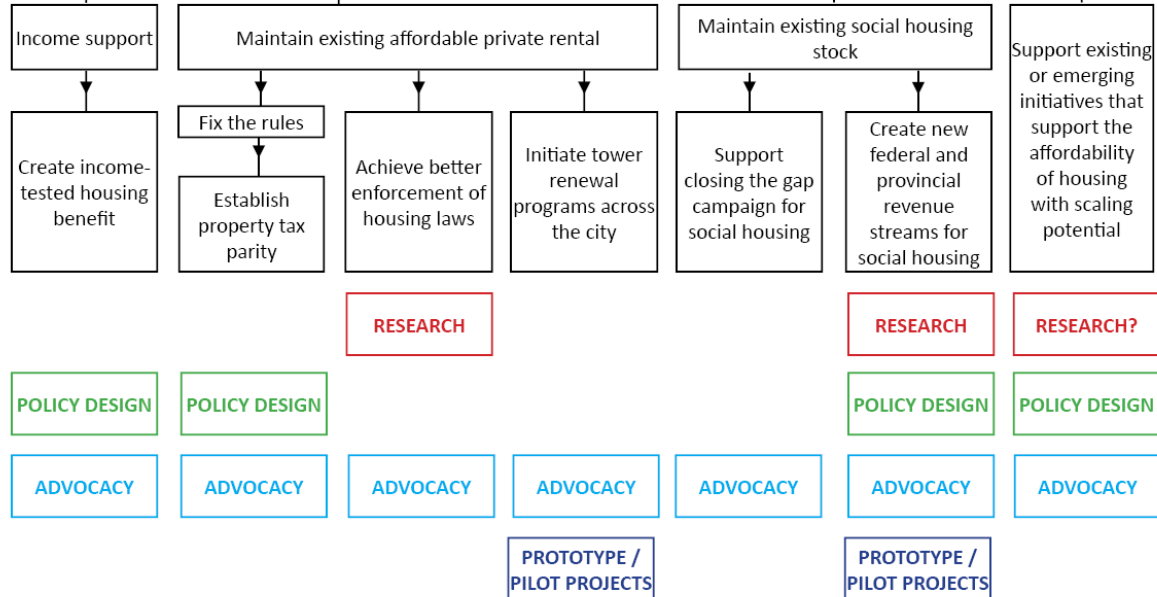 Income support
Maintain existing affordable private rental
Maintain existing social housing
stock
Support existing
or emerging
initiatives that
support the
affordability
of housing
with scaling
potential
Create income-
tested housing
benefit
Fix the rules
Establish
property tax
parity
Achieve better
enforcement of
housing laws
Initiate tower
renewal
programs across
the city
Support
closing the gap
campaign for
social housing
Create new
federal and
provincial
revenue
streams for
social housing
RESEARCH
RESEARCH
RESEARCH?
POLICY DESIGN
POLICY DESIGN
POLICY DESIGN
POLICY DESIGN
ADVOCACY
ADVOCACY
ADVOCACY
ADVOCACY
ADVOCACY
ADVOCACY
ADVOCACY
PROTOTYPE /
PILOT PROJECTS
PROTOTYPE /
PILOT PROJECTS